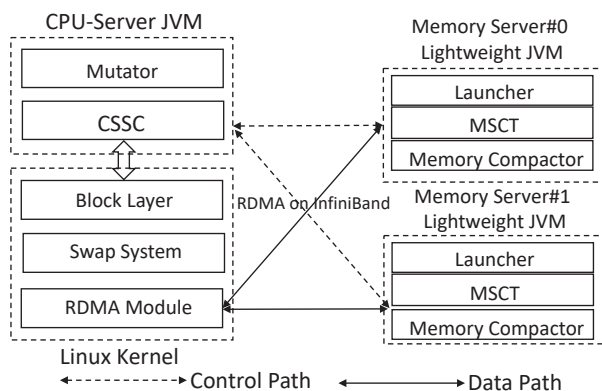 CPU-Server JVM
Mutator
CSSC
Block Layer
Swap System
RDMA Module
Linux Kernel
RDMA on InfiniBand
Memory Server#0
Lightweight JVM
Launcher
MSCT
Memory Compactor
Memory Server#1
Lightweight JVM
Launcher
MSCT
Memory Compactor
Control Path
Data Path